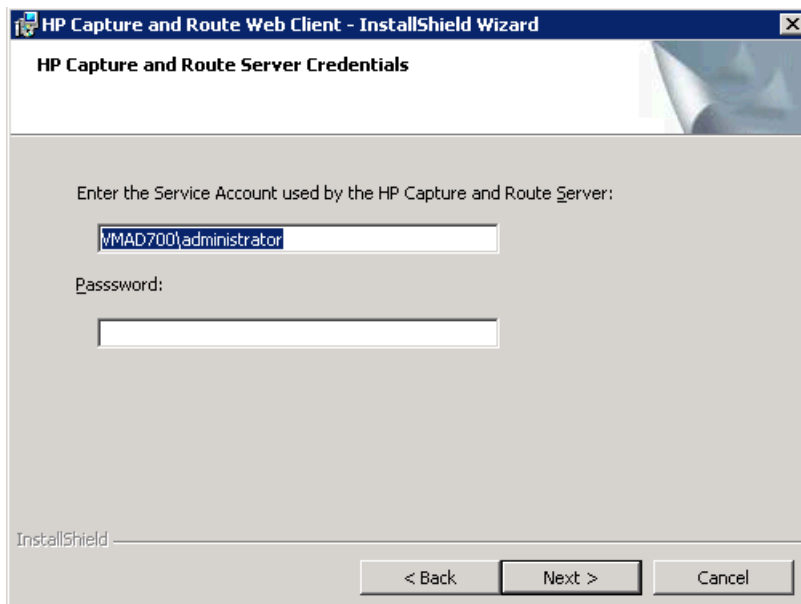 HP Capture and Route Web Client - InstallShield Wizard
HP Capture and Route Server Credentials
Enter the Service Account used by the HP Capture and Route Server:
VMAD700\administrator
Passsword:
InstallShield
< Back Next > Cancel